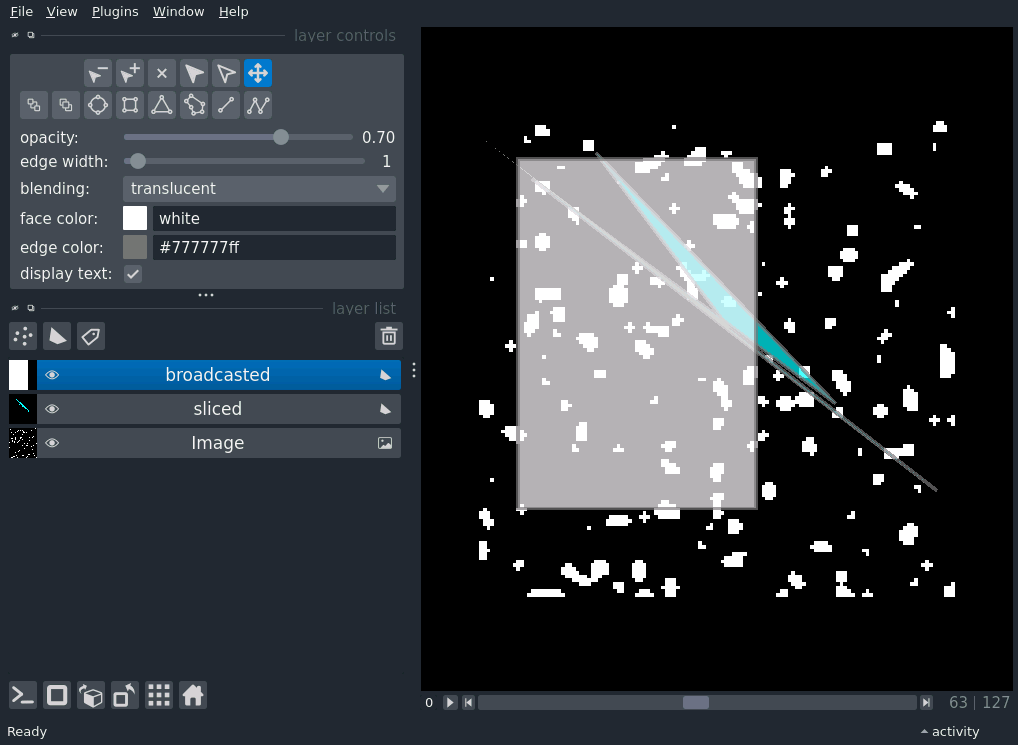 File View Plugins Window Help
layer controls
opacity: 0.70
edge width: 1
blending: translucent
face color: white
edge color: #777777ff
display text:
layer list
broadcasted
sliced
Image
0 63 | 127
Ready activity